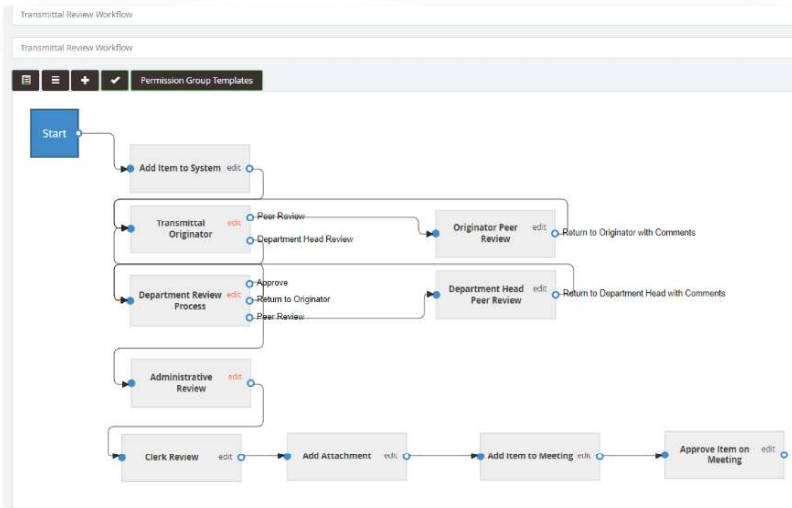 Transmittal Review Workflow
Transmittal Review Workflow
Permission Group Templates
Start
Add Item to System edit
Transmittal
Originator
edit
Peer Review
Department Head Review
Originator Peer
Review
edit
Return to Originator with Comments
Department Review
Process
edit
Approve
Return to Originator
Peer Review
Department Head
Peer Review
edit
Return to Department Head with Comments
Administrative
Review
edit
Clerk Review edit
Add Attachment edit
Add Item to Meeting edit
Approve Item on
Meeting
edit